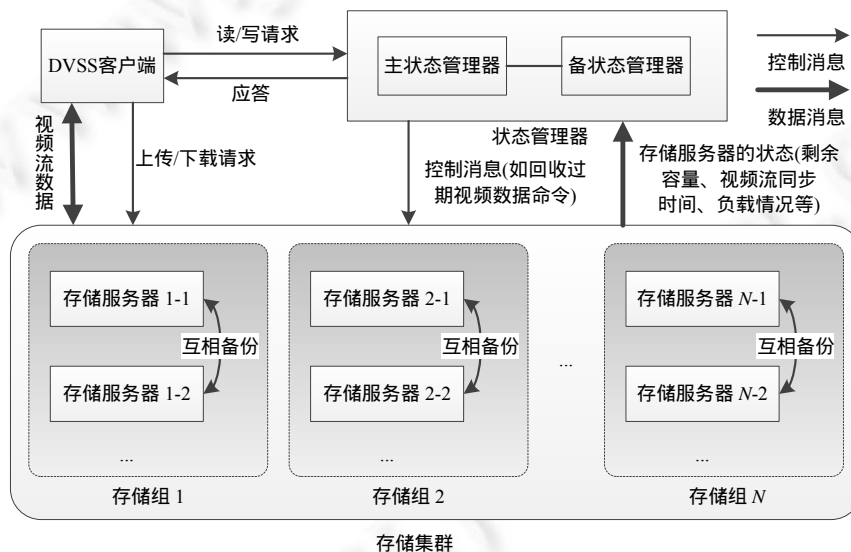 读/写请求
DVSS客户端
应答
主状态管理器
备状态管理器
状态管理器
控制消息
数据消息
视频流数据
上传/下载请求
控制消息(如回收过
期视频数据命令)
存储服务器的状态(剩余
容量、视频流同步
时间、负载情况等)
存储服务器 1-1
互相备份
存储服务器 1-2
...
存储组 1
存储服务器 2-1
互相备份
存储服务器 2-2
...
存储组 2
...
存储服务器 N-1
互相备份
存储服务器 N-2
...
存储组 N
存储集群